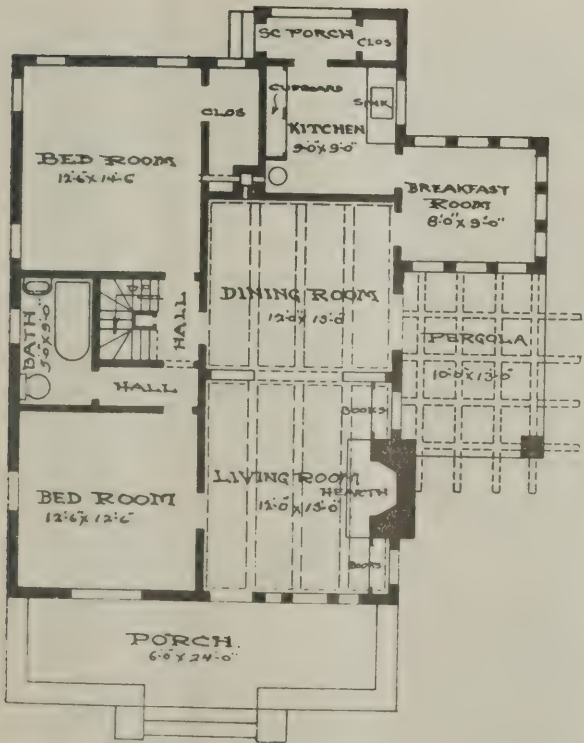 SC PORCH
CLOS
CUPBOARD
SINK
CLOS
KITCHEN
9'-0" X 9'-0"
BED ROOM
12'-6" X 14'-6
BREAKFAST
ROOM
8'-0" X 9'-0"
DINING ROOM
12'-0 X 13'-0"
HALL
PERGOLA
10'-0 X 13'-0"
BATH
5'-0 X 9'-0"
HALL
BOOKS
LIVING ROOM
12'-0" X 15'-0"
HEARTH
BED ROOM
12'-6" X 12'-6"
BOOKS
PORCH.
6'-0" X 24'-0"